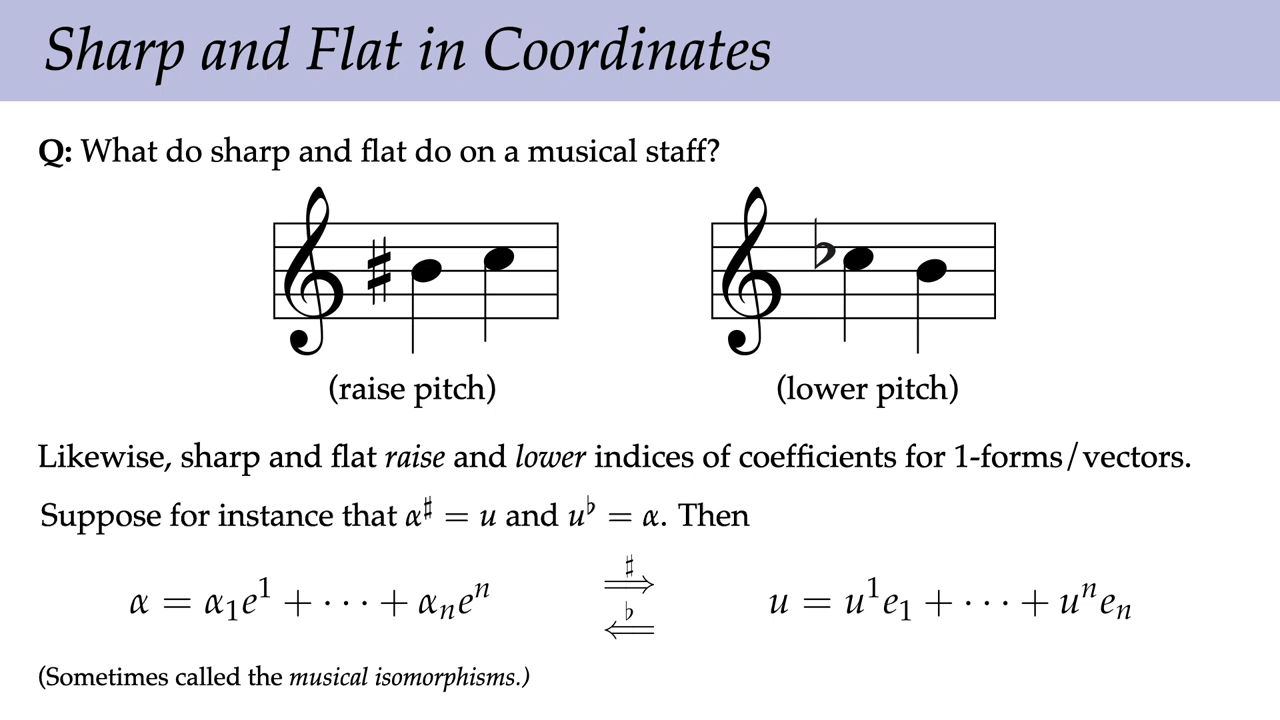 Sharp and Flat in Coordinates
Q: What do sharp and flat do on a musical staff?
(raise pitch) (lower pitch)
Likewise, sharp and flat raise and lower indices of coefficients for 1-forms/vectors.
Suppose for instance that α♯ = u and u♭ = α. Then
♯
α = α₁e¹ + ⋯ + αₙeⁿ ⟹ u = u¹e₁ + ⋯ + uⁿeₙ
♭
⟸
(Sometimes called the musical isomorphisms.)